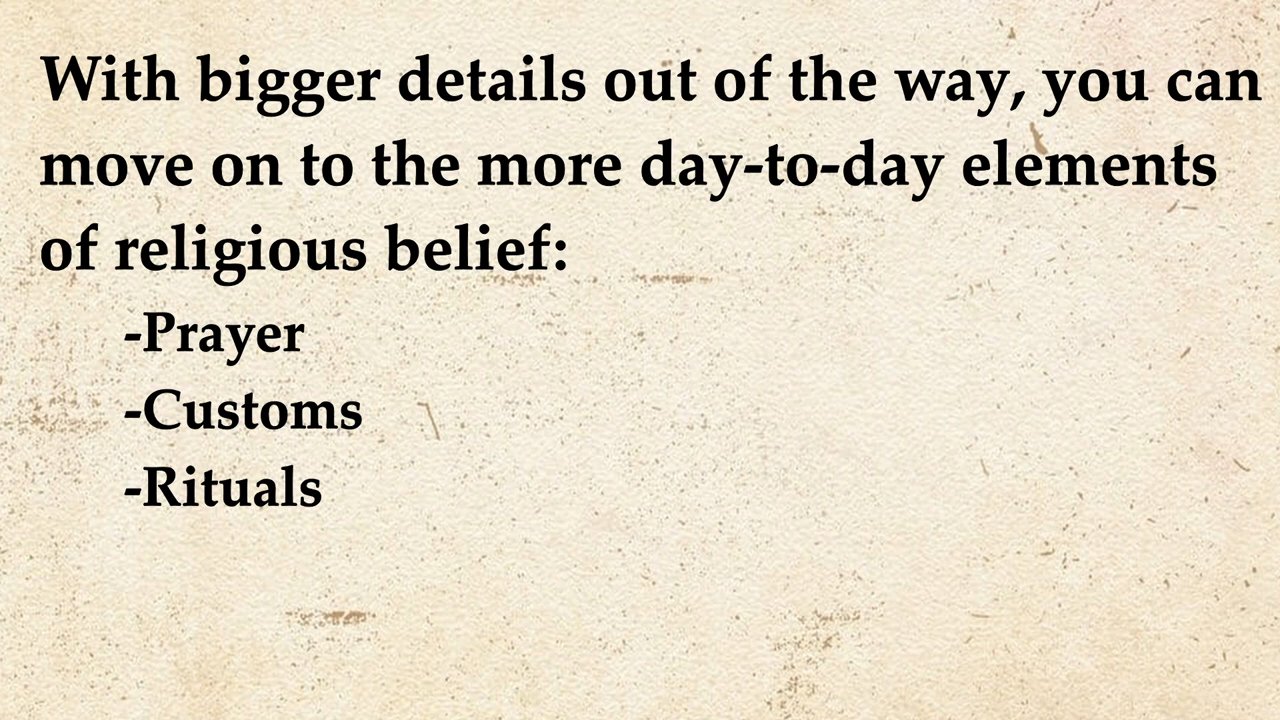 With bigger details out of the way, you can
move on to the more day-to-day elements
of religious belief:
-Prayer
-Customs
-Rituals